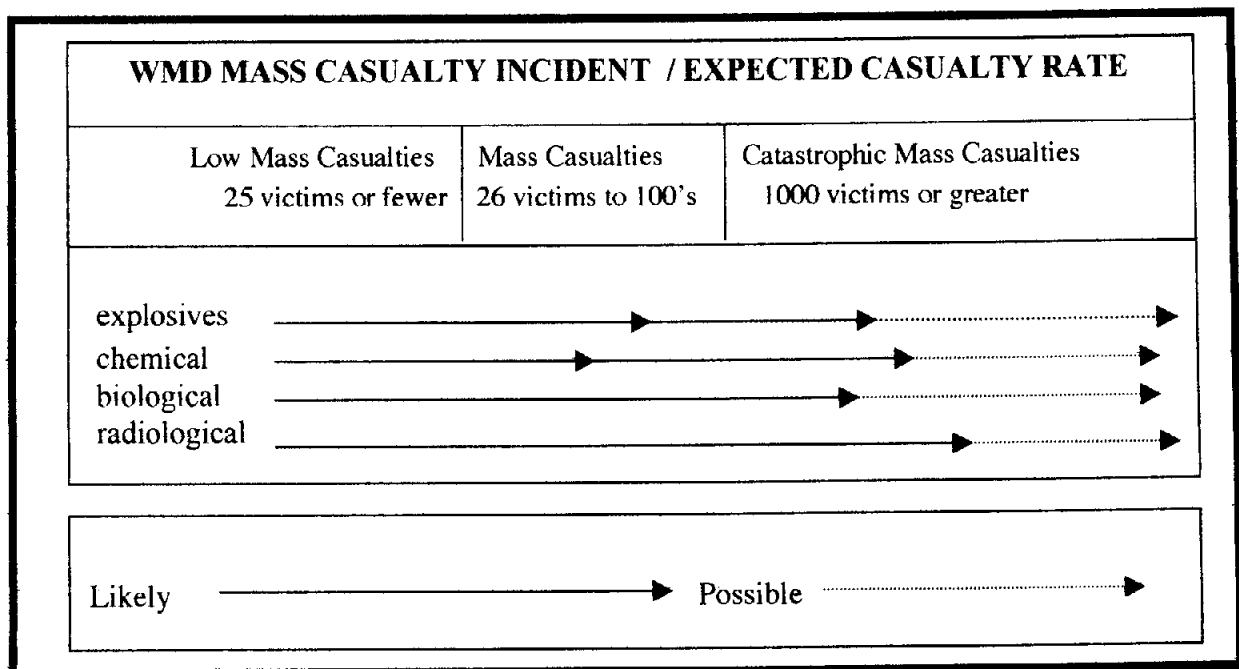 WMD MASS CASUALTY INCIDENT / EXPECTED CASUALTY RATE
Low Mass Casualties
25 victims or fewer
Mass Casualties
26 victims to 100's
Catastrophic Mass Casualties
1000 victims or greater
explosives
chemical
biological
radiological
Likely
Possible